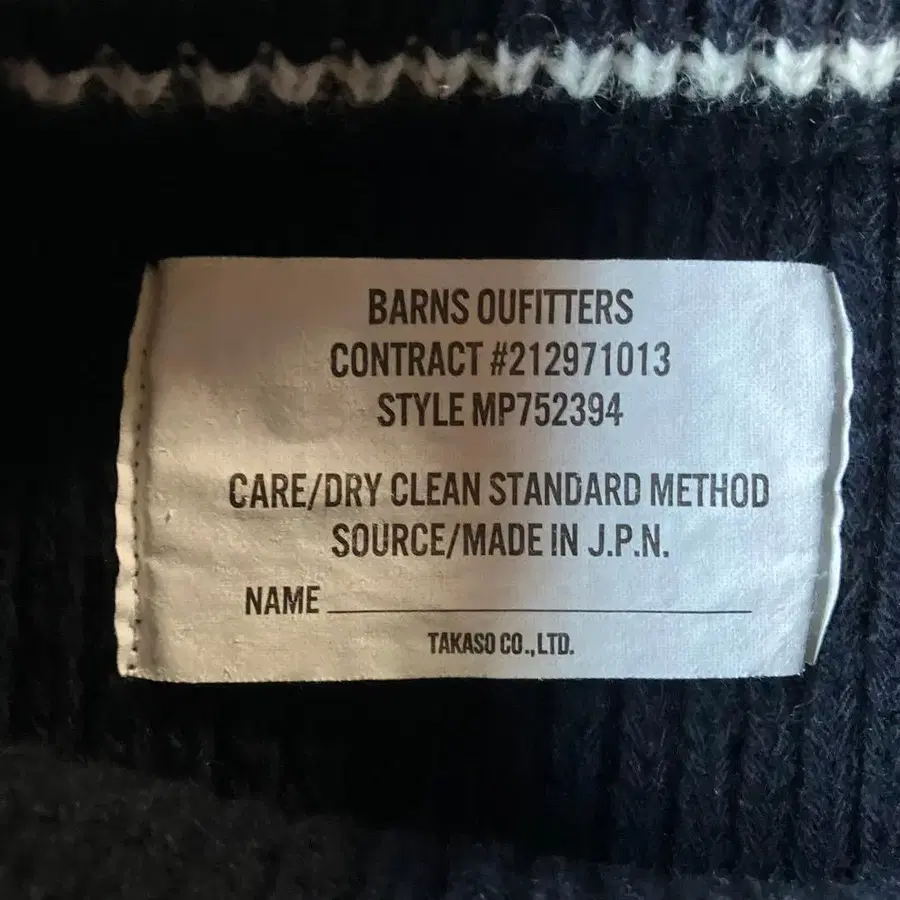 BARNS OUFITTERS
CONTRACT #212971013
STYLE MP752394
CARE/DRY CLEAN STANDARD METHOD
SOURCE/MADE IN J.P.N.
NAME
TAKASO CO.,LTD.